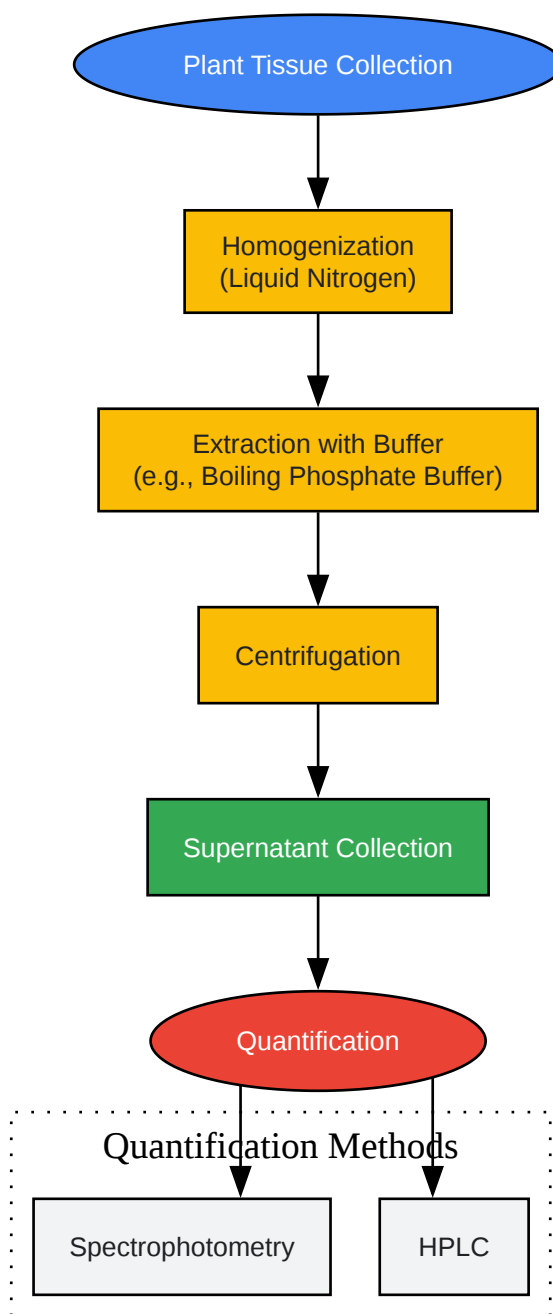 Plant Tissue Collection
Homogenization
(Liquid Nitrogen)
Extraction with Buffer
(e.g., Boiling Phosphate Buffer)
Centrifugation
Supernatant Collection
Quantification
Quantification Methods
Spectrophotometry
HPLC